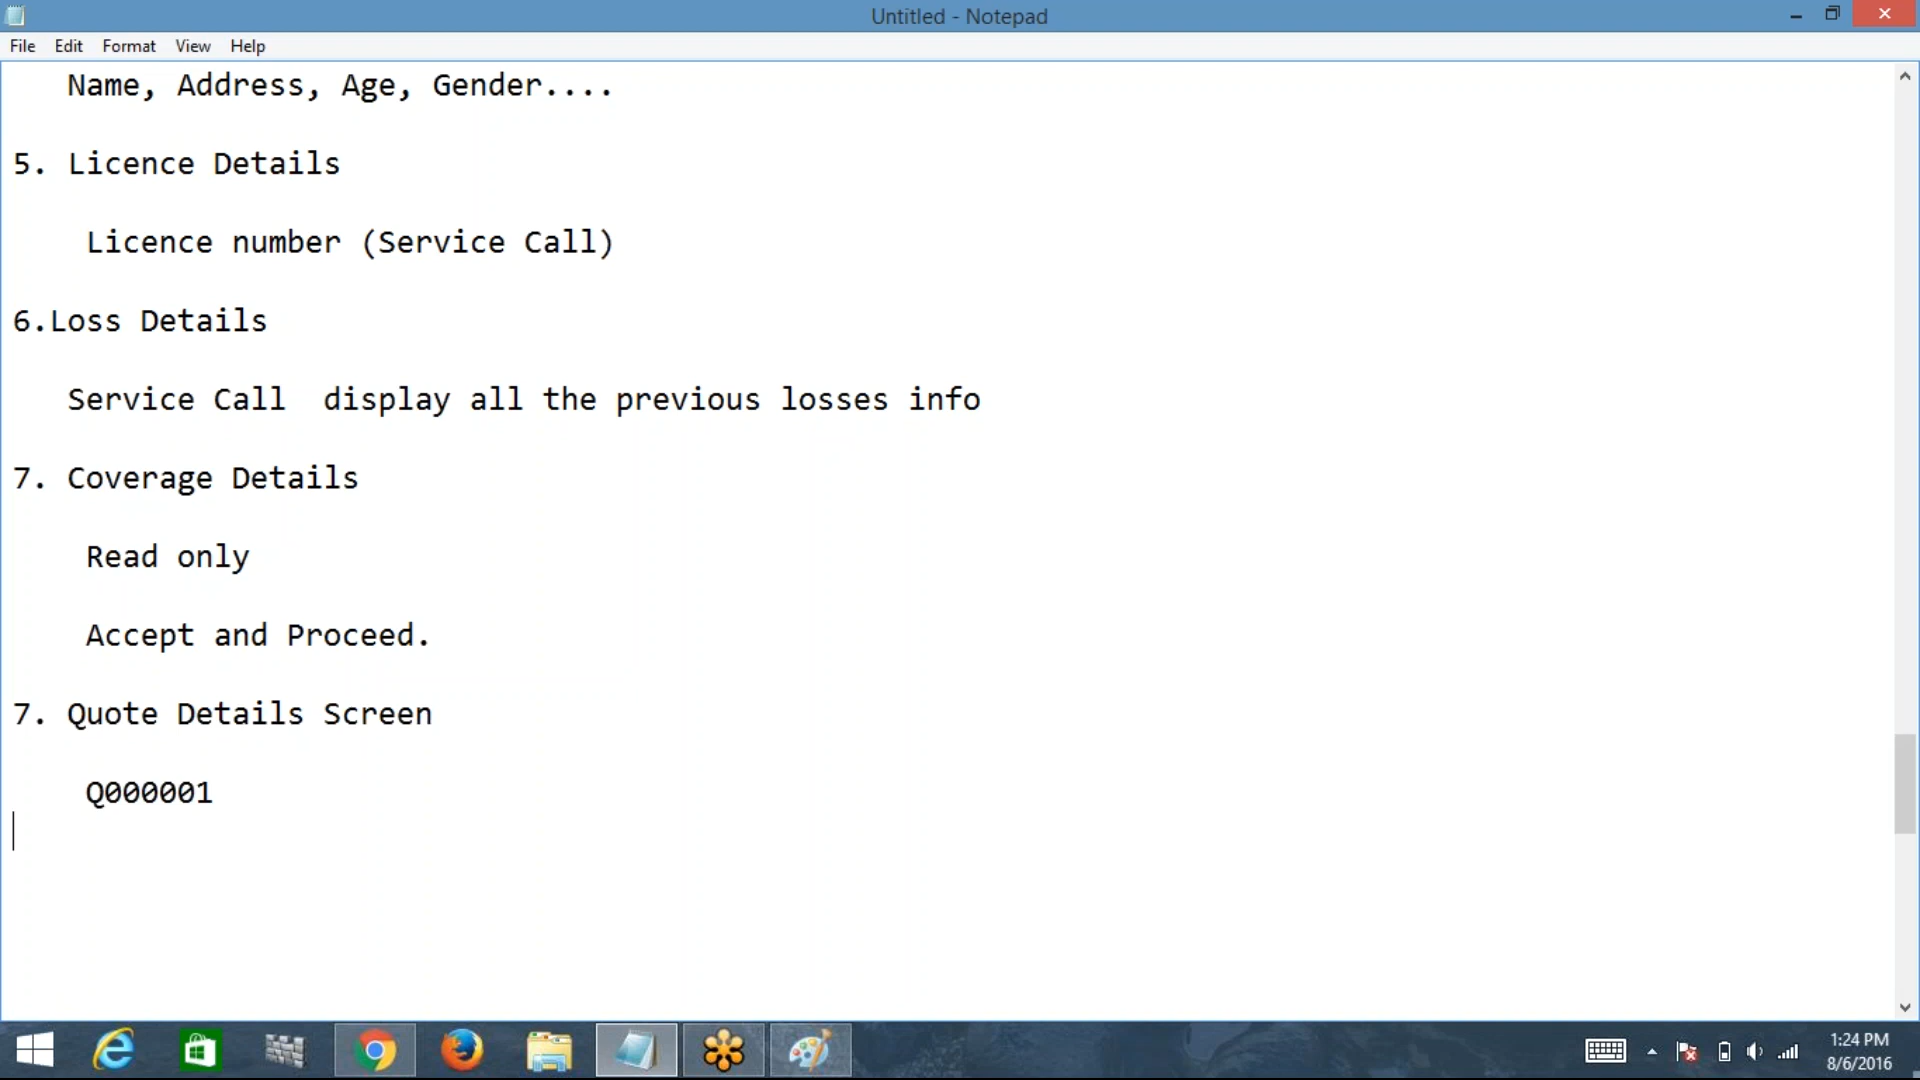 Untitled - Notepad
File Edit Format View Help
Name, Address, Age, Gender....
5. Licence Details
Licence number (Service Call)
6.Loss Details
Service Call  display all the previous losses info
7. Coverage Details
Read only
Accept and Proceed.
7. Quote Details Screen
Q000001
1:24 PM
8/6/2016